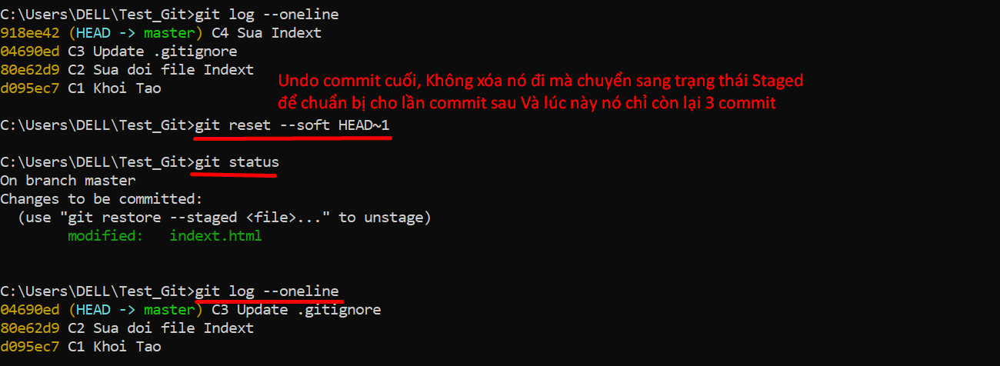 C:\Users\DELL\Test_Git>git log --oneline
918ee42 (HEAD -> master) C4 Sua Indext
04690ed C3 Update .gitignore
80e62d9 C2 Sua doi file Indext
d095ec7 C1 Khoi Tao
Undo commit cuối, Không xóa nó đi mà chuyển sang trạng thái Staged
để chuẩn bị cho lần commit sau Và lúc này nó chỉ còn lại 3 commit
C:\Users\DELL\Test_Git>git reset --soft HEAD~1
C:\Users\DELL\Test_Git>git status
On branch master
Changes to be committed:
  (use "git restore --staged <file>..." to unstage)
        modified:   indext.html
C:\Users\DELL\Test_Git>git log --oneline
04690ed (HEAD -> master) C3 Update .gitignore
80e62d9 C2 Sua doi file Indext
d095ec7 C1 Khoi Tao